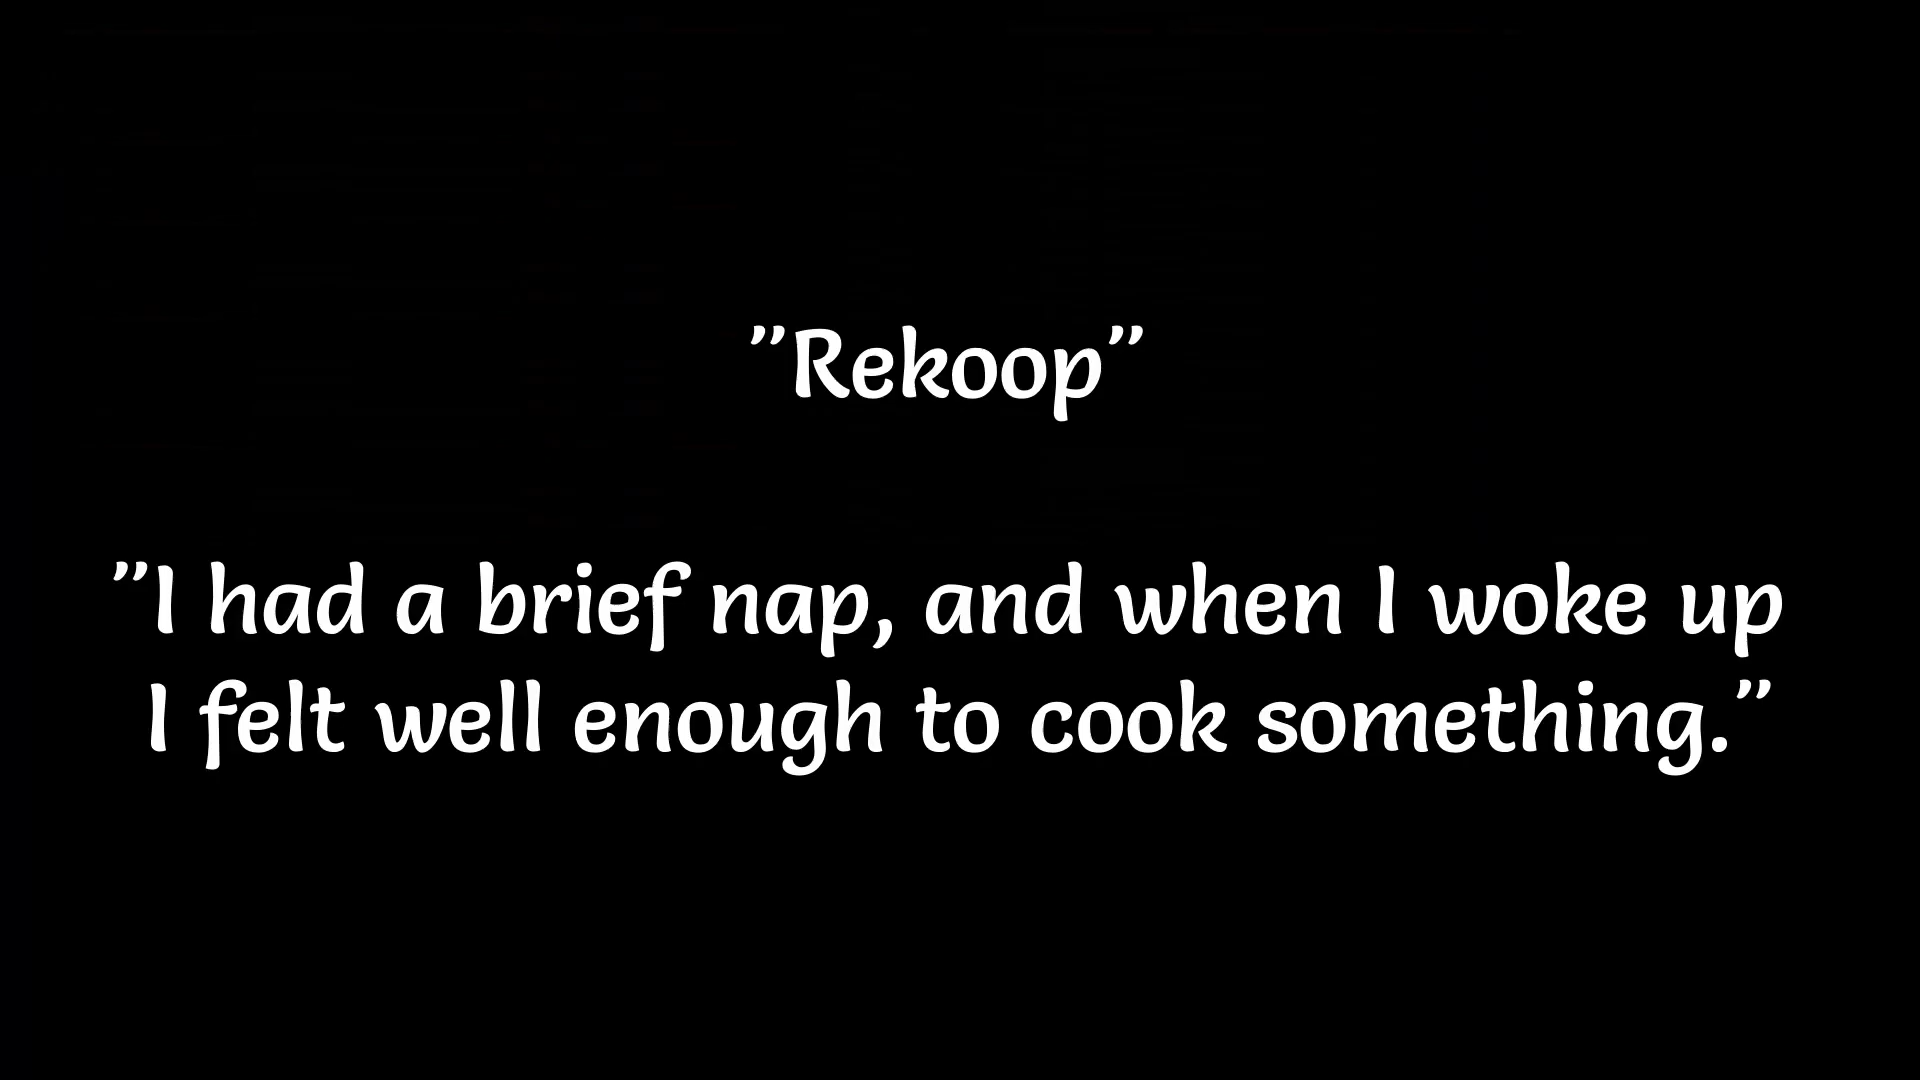 "Rekoop"
"I had a brief nap, and when I woke up
I felt well enough to cook something."